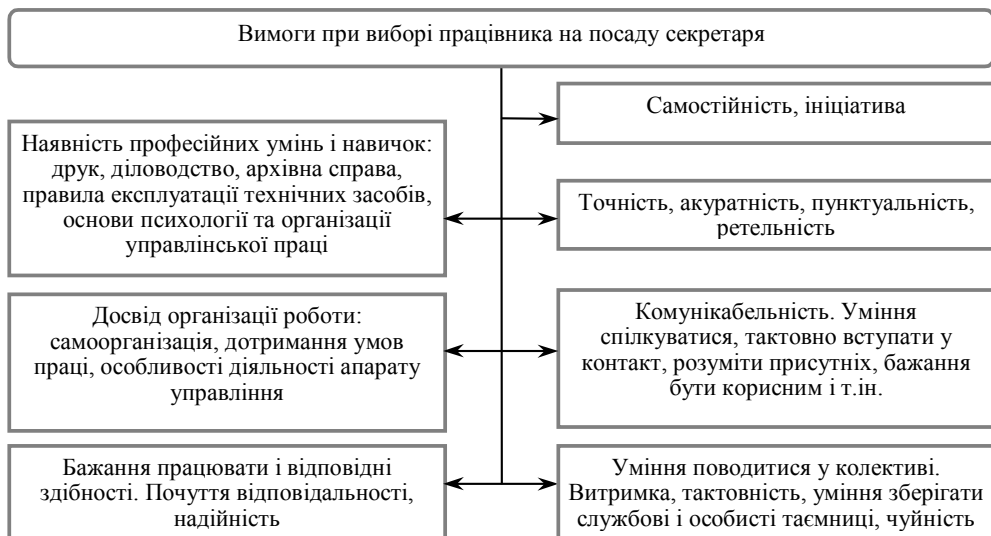 Вимоги при виборі працівника на посаду секретаря
Самостійність, ініціатива
Наявність професійних умінь і навичок:
друк, діловодство, архівна справа,
правила експлуатації технічних засобів,
основи психології та організації
управлінської праці
Точність, акуратність, пунктуальність,
ретельність
Досвід організації роботи:
самоорганізація, дотримання умов
праці, особливості діяльності апарату
управління
Комунікабельність. Уміння
спілкуватися, тактовно вступати у
контакт, розуміти присутніх, бажання
бути корисним і т.ін.
Бажання працювати і відповідні
здібності. Почуття відповідальності,
надійність
Уміння поводитися у колективі.
Витримка, тактовність, уміння зберігати
службові і особисті таємниці, чуйність